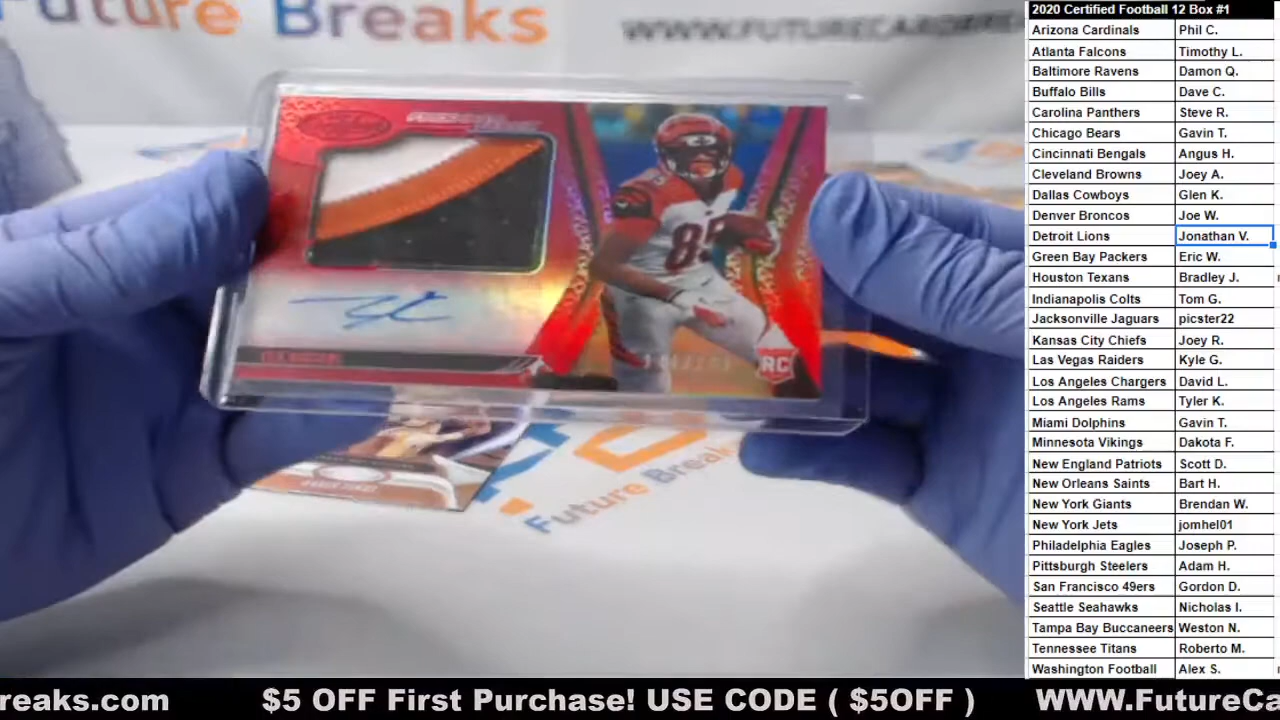 Future Breaks
WWW.FUTURECARDBREA
85
RC
Future Breaks
2020 Certified Football 12 Box #1
Arizona Cardinals Phil C.
Atlanta Falcons Timothy L.
Baltimore Ravens Damon Q.
Buffalo Bills Dave C.
Carolina Panthers Steve R.
Chicago Bears Gavin T.
Cincinnati Bengals Angus H.
Cleveland Browns Joey A.
Dallas Cowboys Glen K.
Denver Broncos Joe W.
Detroit Lions Jonathan V.
Green Bay Packers Eric W.
Houston Texans Bradley J.
Indianapolis Colts Tom G.
Jacksonville Jaguars picster22
Kansas City Chiefs Joey R.
Las Vegas Raiders Kyle G.
Los Angeles Chargers David L.
Los Angeles Rams Tyler K.
Miami Dolphins Gavin T.
Minnesota Vikings Dakota F.
New England Patriots Scott D.
New Orleans Saints Bart H.
New York Giants Brendan W.
New York Jets jomhel01
Philadelphia Eagles Joseph P.
Pittsburgh Steelers Adam H.
San Francisco 49ers Gordon D.
Seattle Seahawks Nicholas I.
Tampa Bay Buccaneers Weston N.
Tennessee Titans Roberto M.
Washington Football Alex S.
reaks.com $5 OFF First Purchase! USE CODE ( $5OFF ) WWW.FutureCa